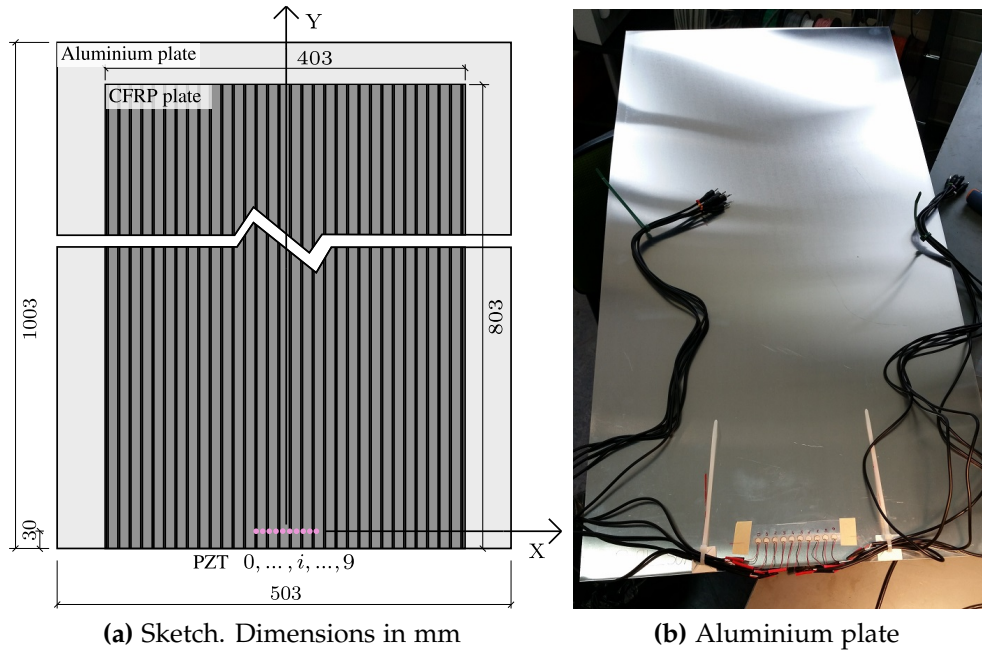 Y
Aluminium plate
403
CFRP plate
1003
803
30
X
PZT 0, ... , i, ..., 9
503
(a) Sketch. Dimensions in mm
(b) Aluminium plate